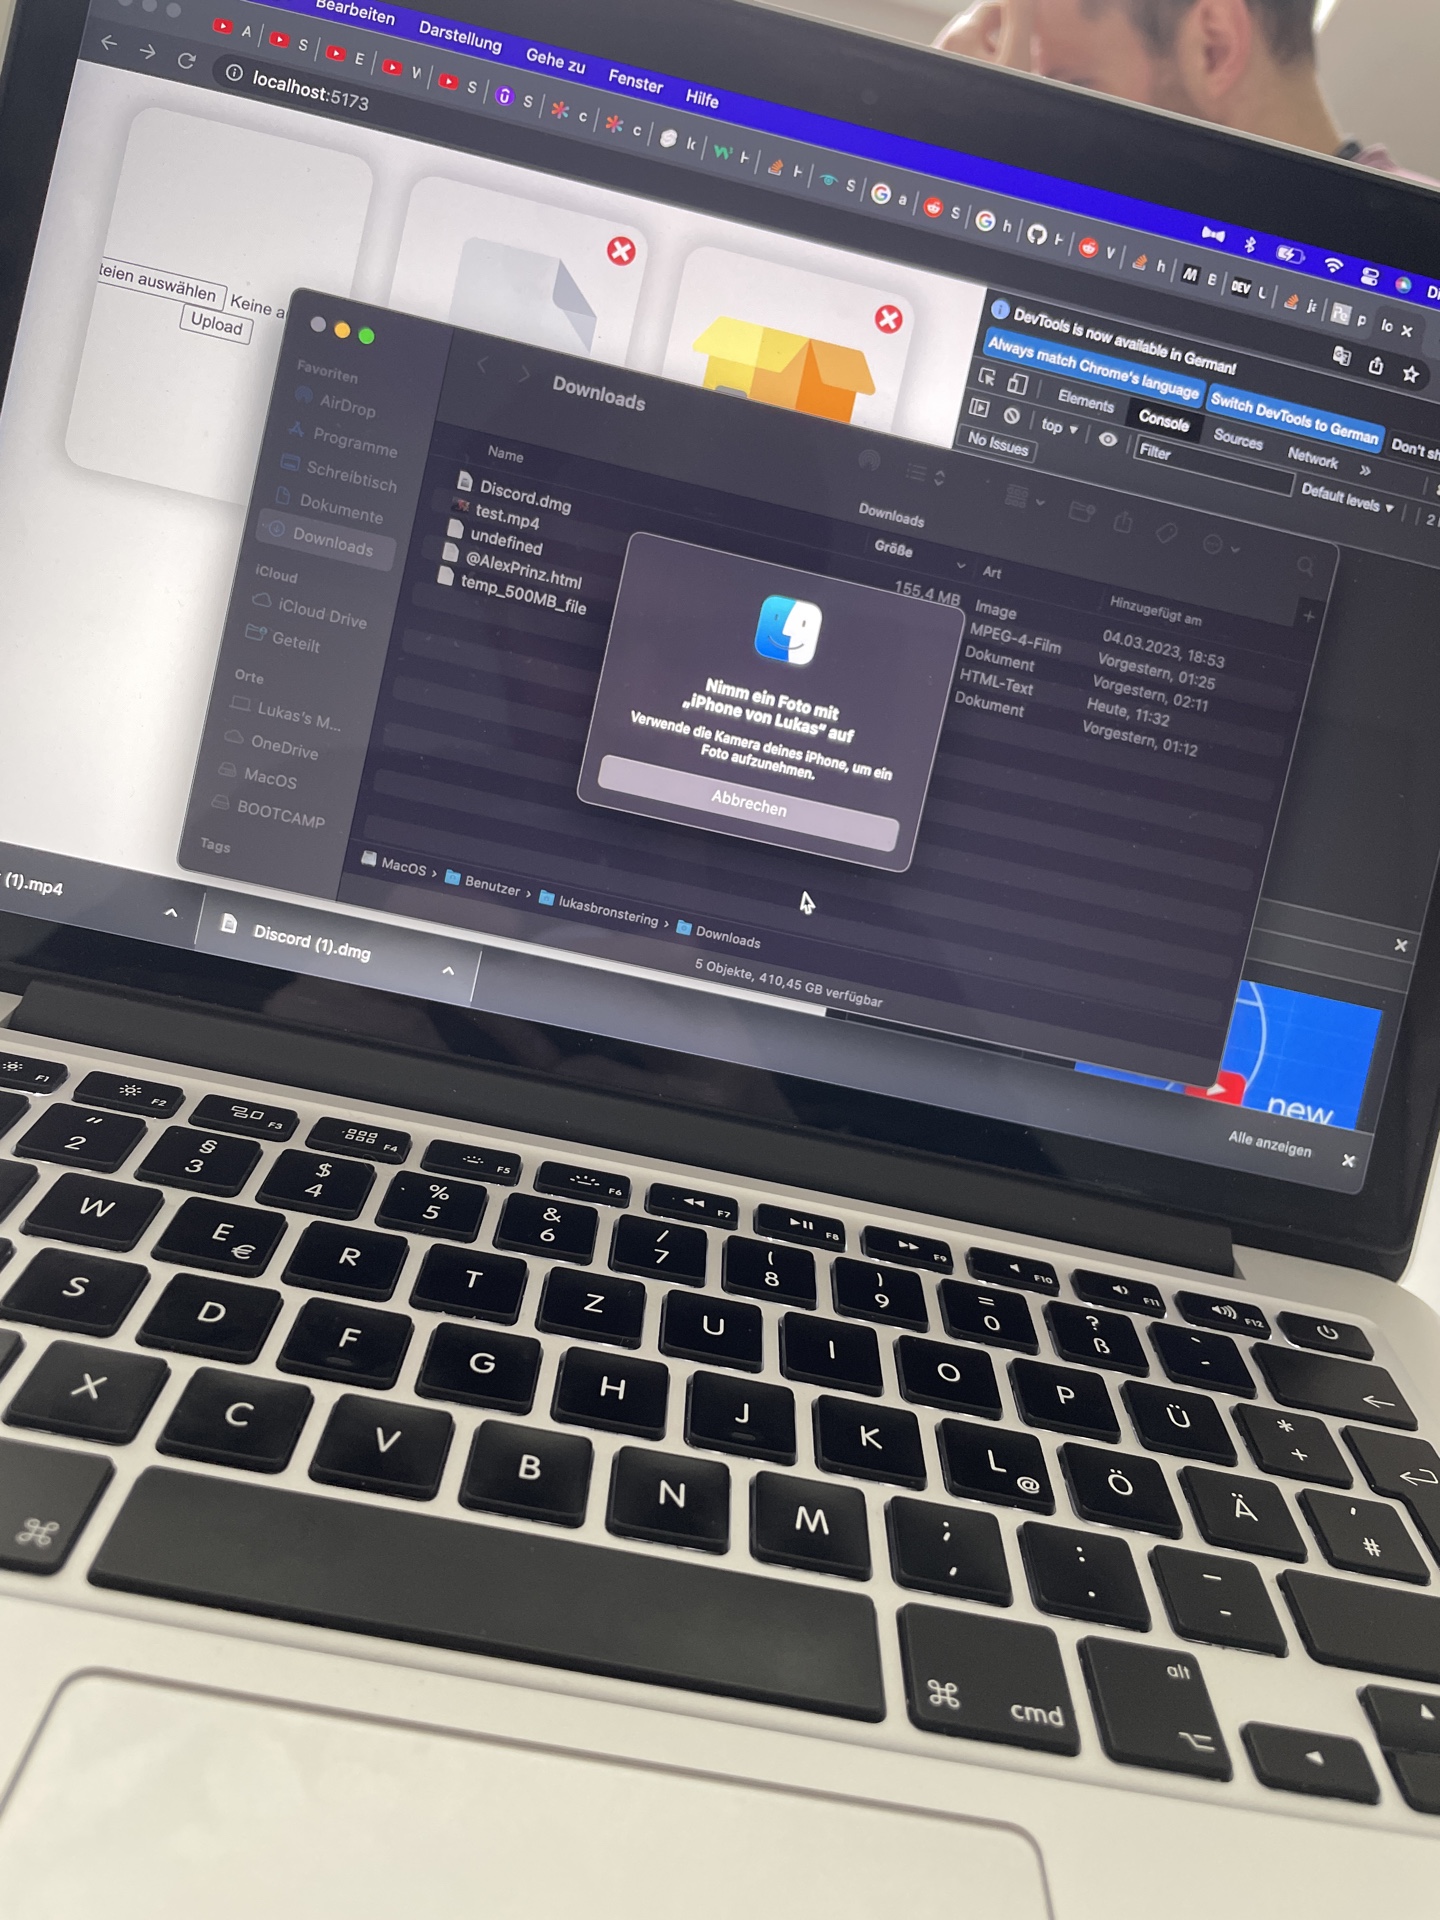 Bearbeiten Darstellung Gehe zu Fenster Hilfe
A S E W S S c c k H H S a S h H V h B L je p lo
localhost:5173
teien auswählen Keine a
Upload
DevTools is now available in German!
Always match Chrome's language Switch DevTools to German Don't sh
Elements Console Sources Network »
top Filter Default levels
No Issues
DEV
Downloads
Favoriten
AirDrop
Programme
Schreibtisch
Dokumente
Downloads
iCloud
iCloud Drive
Geteilt
Orte
Lukas's M...
OneDrive
MacOS
BOOTCAMP
Tags
Downloads
Name Größe Art Hinzugefügt am
Discord.dmg 155,4 MB Image 04.03.2023, 18:53
test.mp4 MPEG-4-Film Vorgestern, 01:25
undefined Dokument Vorgestern, 02:11
@AlexPrinz.html HTML-Text Heute, 11:32
temp_500MB_file Dokument Vorgestern, 01:12
Nimm ein Foto mit
„iPhone von Lukas“ auf
Verwende die Kamera deines iPhone, um ein
Foto aufzunehmen.
Abbrechen
MacOS › Benutzer › lukasbronstering › Downloads
5 Objekte, 410,45 GB verfügbar
(1).mp4
Discord (1).dmg
new
Alle anzeigen
F1 F2 F3 F4 F5 F6 F7 F8 F9 F10 F11 F12
" § $ % & / ( ) = ? `
2 3 4 5 6 7 8 9 0 ß ´
W E € R T Z U I O P Ü * +
S D F G H J K L @ Ö Ä ' #
X C V B N M ; , : . _ -
⌘ ⌘ cmd alt ⌥